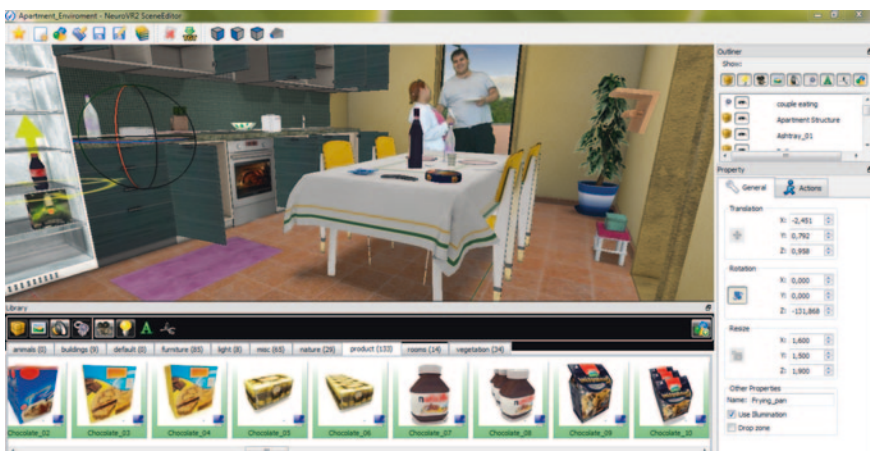 Apartment_Enviroment - NeuroVR2 SceneEditor
Outliner
Show:
couple eating
Apartment Structure
Ashtray_01
Property
General
Actions
Translation
X: -2,451
Y: 0,792
Z: 0,958
Rotation
X: 0,000
Y: 0,000
Z: -131,868
Resize
X: 1,600
Y: 1,500
Z: 1,900
Other Properties
Name: Frying_pan
Use Illumination
Drop zone
Library
A
animals (0) buildings (9) default (0) furniture (83) light (8) misc (65) nature (29) product (133) rooms (14) vegetation (34)
Chocolate_02 Chocolate_03 Chocolate_04 Chocolate_05 Chocolate_06 Chocolate_07 Chocolate_08 Chocolate_09 Chocolate_10